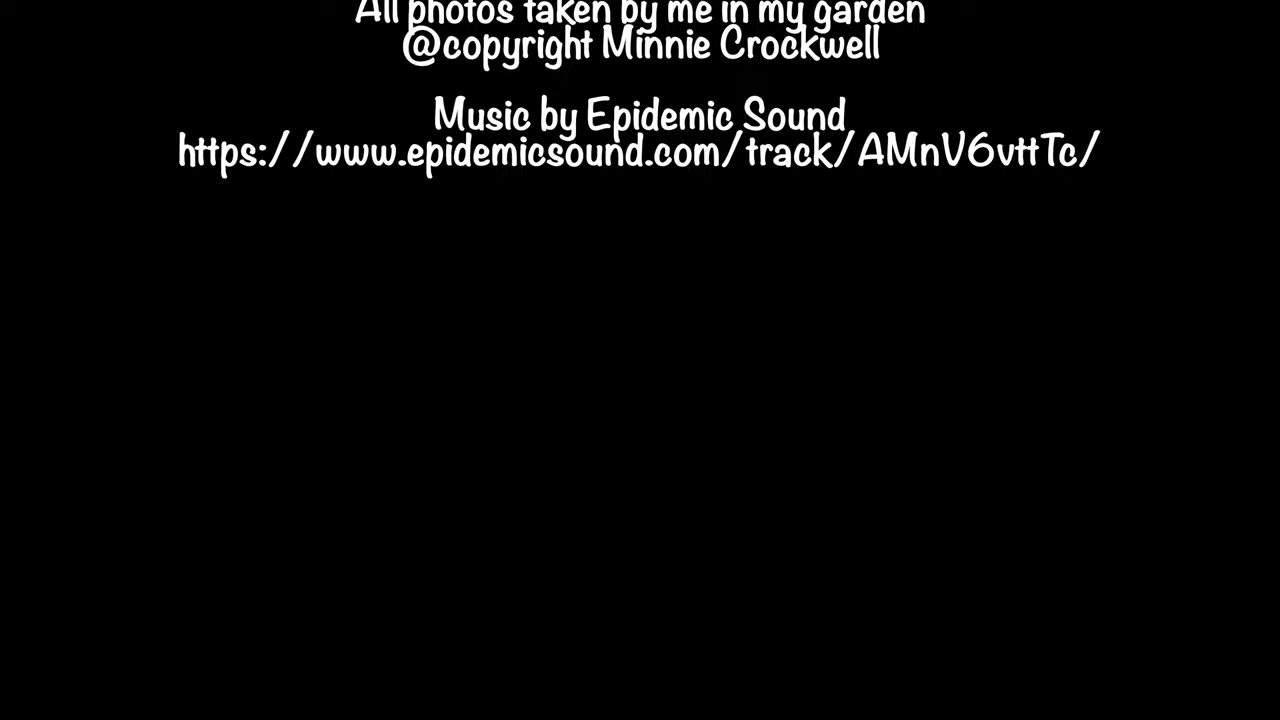 All photos taken by me in my garden
@copyright Minnie Crockwell
Music by Epidemic Sound
https://www.epidemicsound.com/track/AMnV6vttTc/